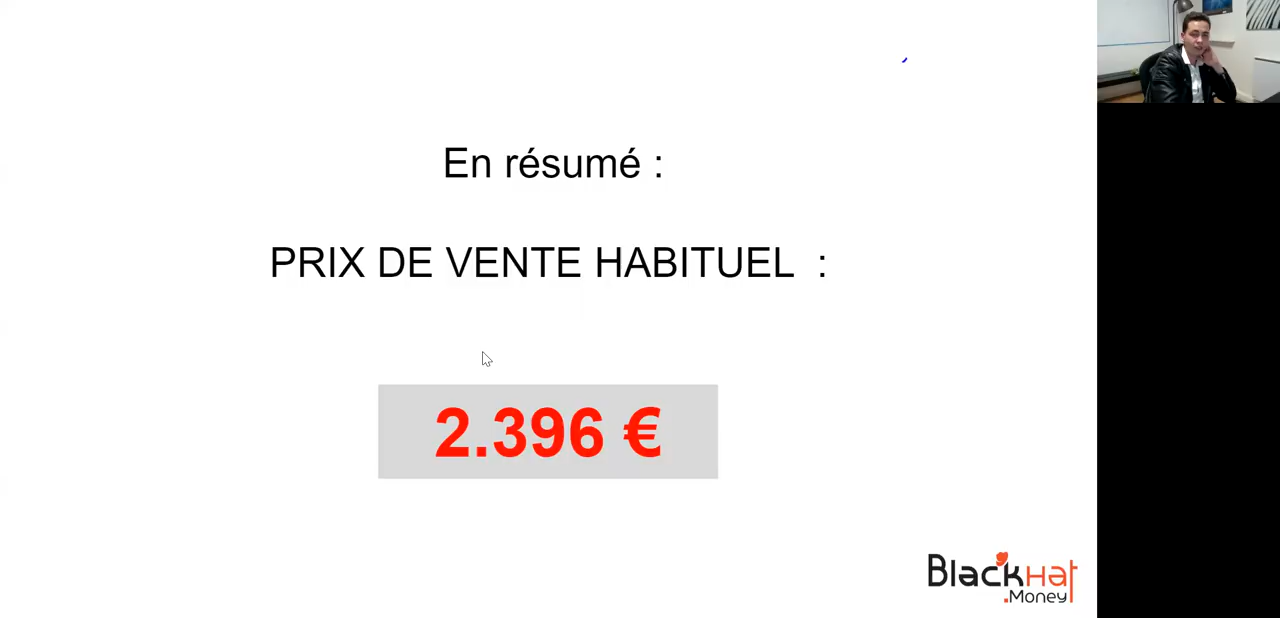 En résumé :
PRIX DE VENTE HABITUEL :
2.396 €
BlackHat
.Money